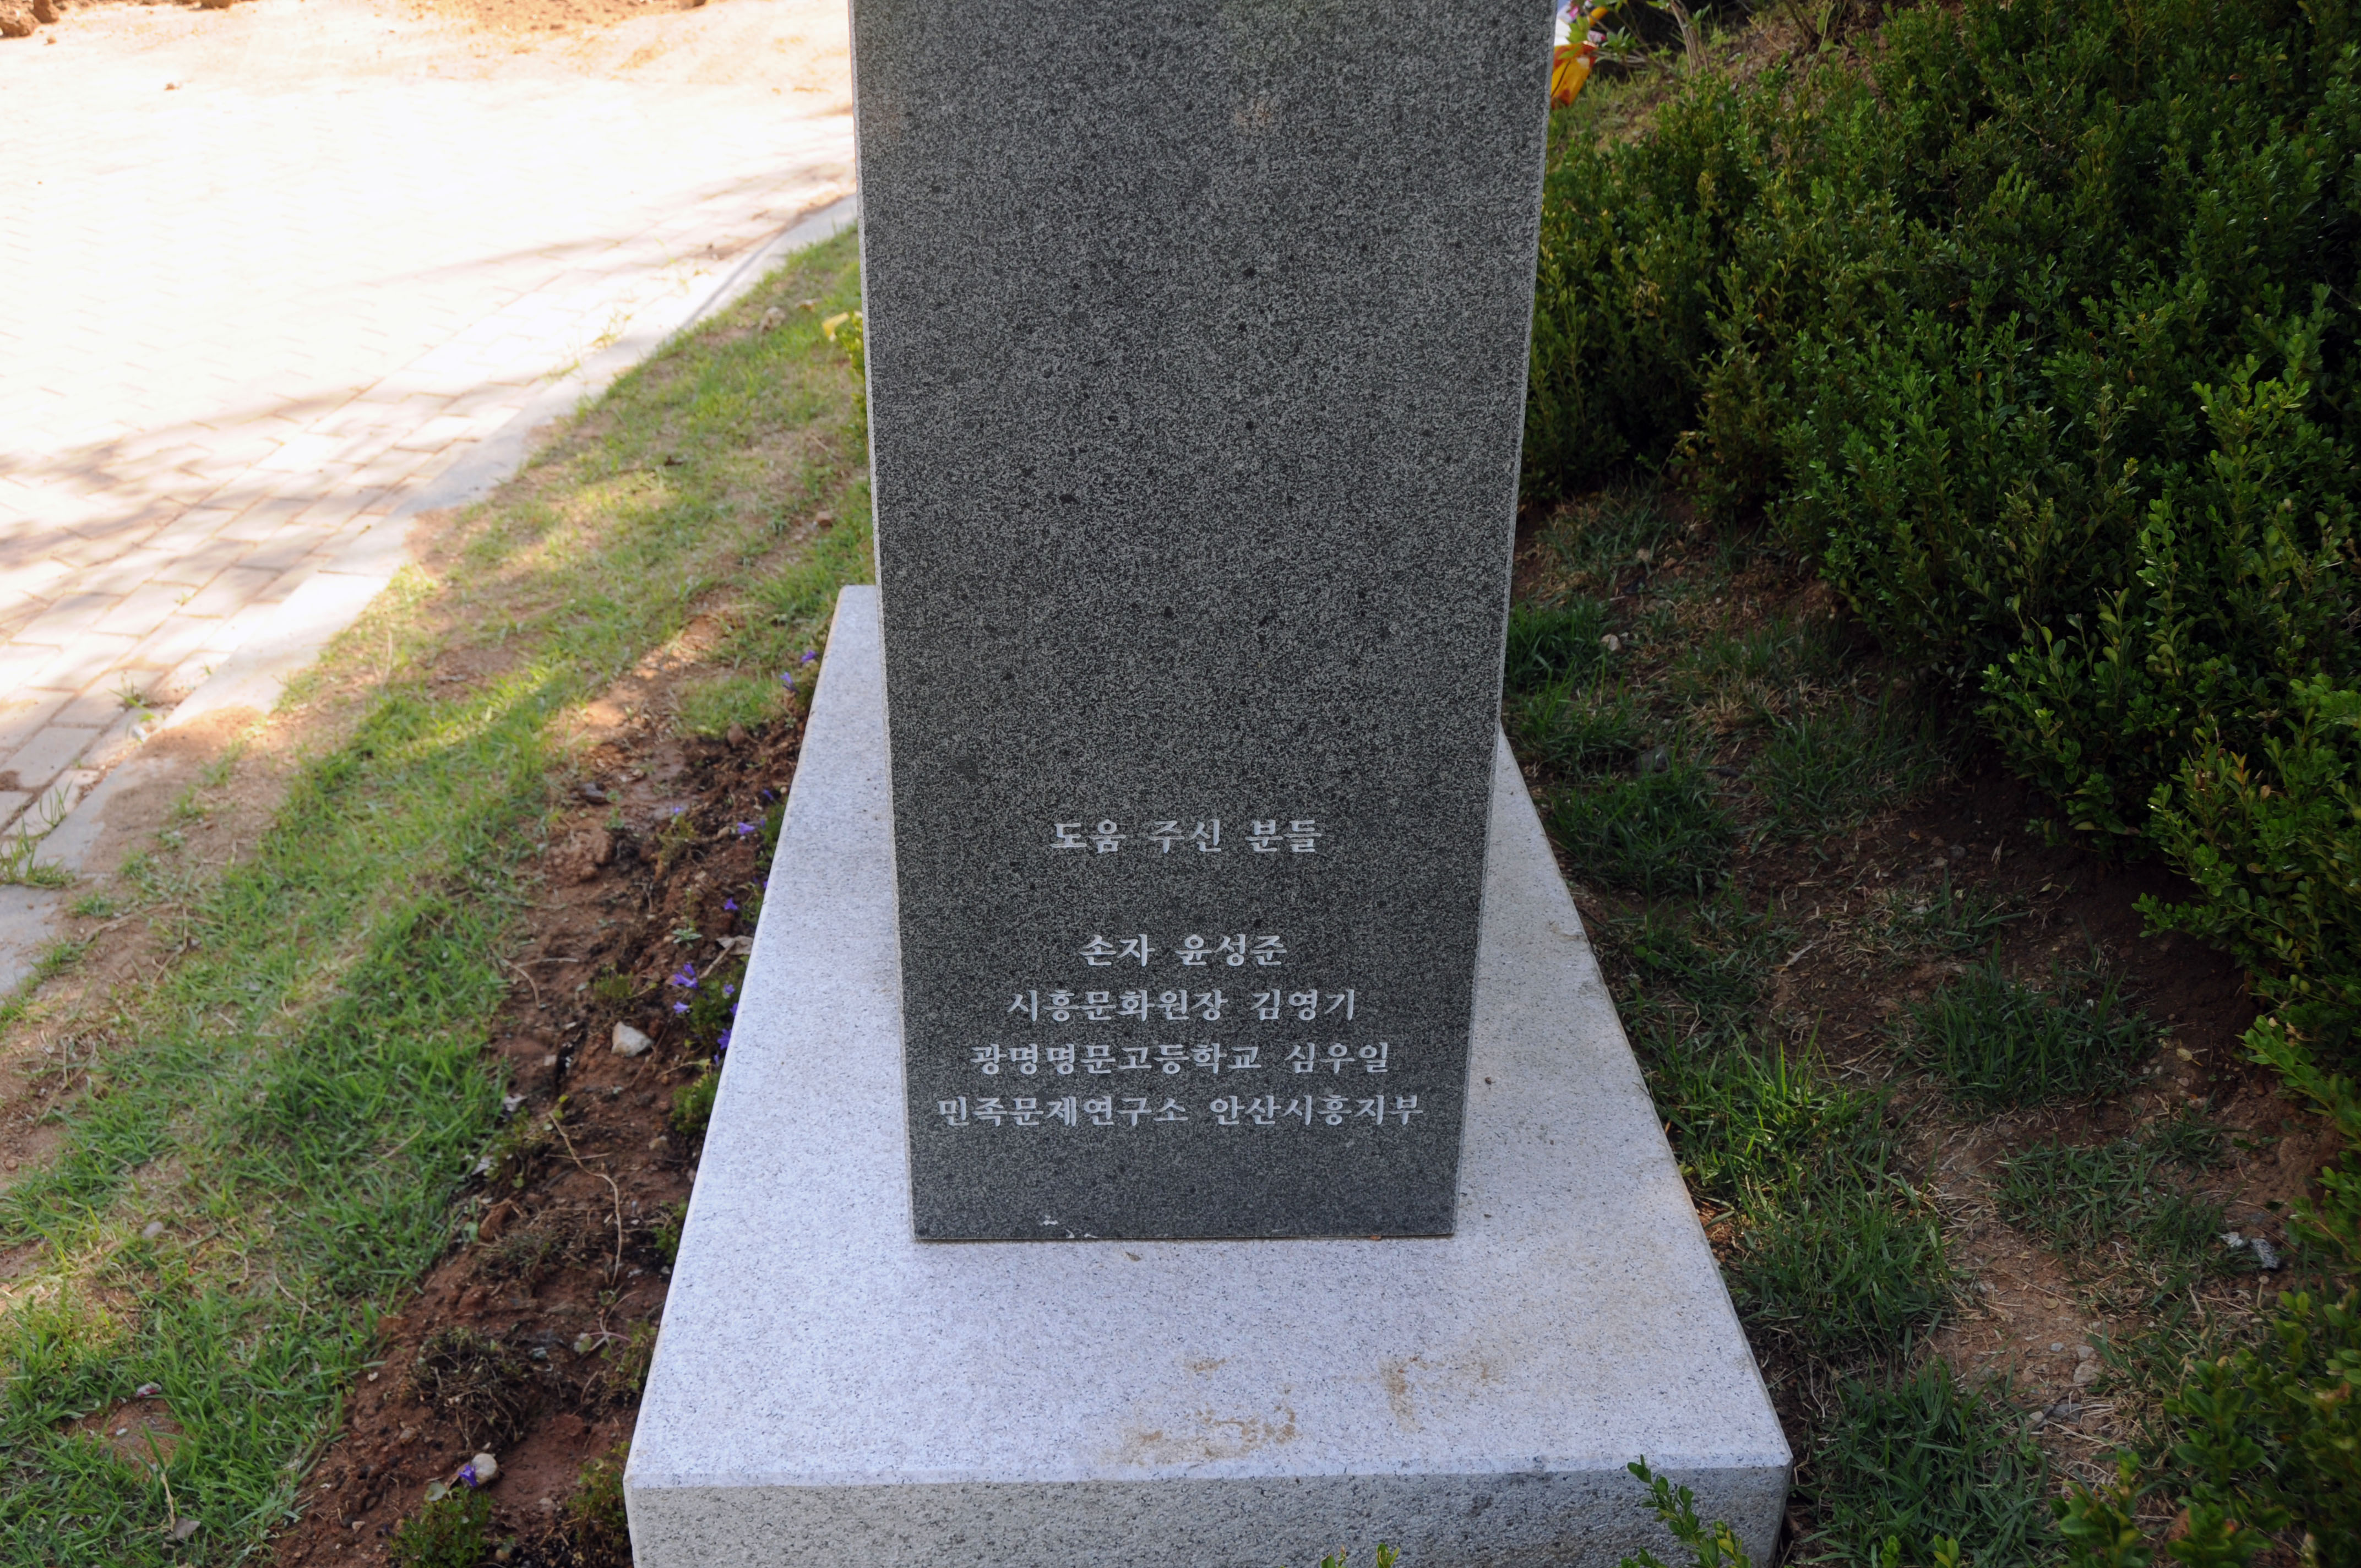 도움 주신 분들
손자 윤성준
시흥문화원장 김영기
광명명문고등학교 심우일
민족문제연구소 안산시흥지부